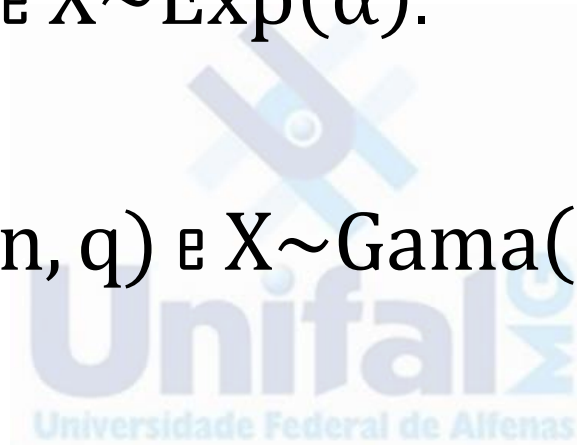 e X~Exp(α).
n, q) e X~Gama(
Unifal MG
Universidade Federal de Alfenas